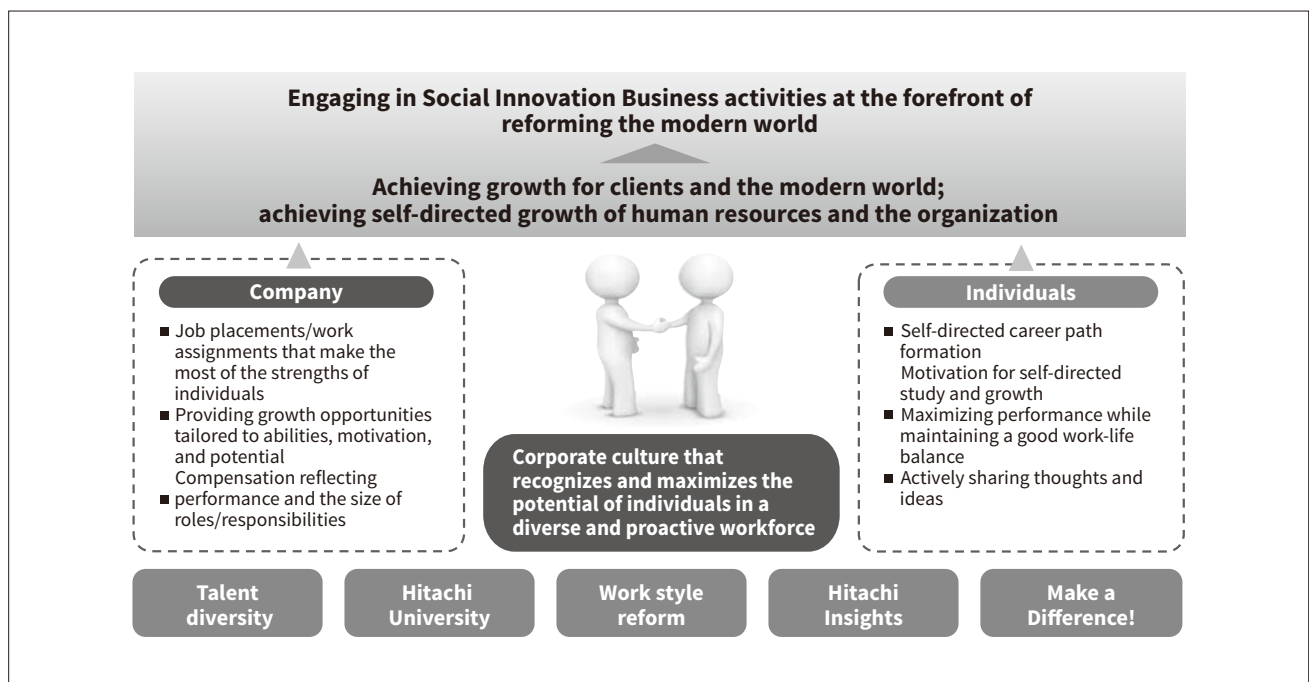 Engaging in Social Innovation Business activities at the forefront of
reforming the modern world
Achieving growth for clients and the modern world;
achieving self-directed growth of human resources and the organization
Company
■ Job placements/work
assignments that make the
most of the strengths of
individuals
■ Providing growth opportunities
tailored to abilities, motivation,
and potential
Compensation reflecting
■ performance and the size of
roles/responsibilities
Corporate culture that
recognizes and maximizes the
potential of individuals in a
diverse and proactive workforce
Individuals
■ Self-directed career path
formation
Motivation for self-directed
study and growth
■ Maximizing performance while
maintaining a good work-life
balance
■ Actively sharing thoughts and
ideas
Talent
diversity
Hitachi
University
Work style
reform
Hitachi
Insights
Make a
Difference!